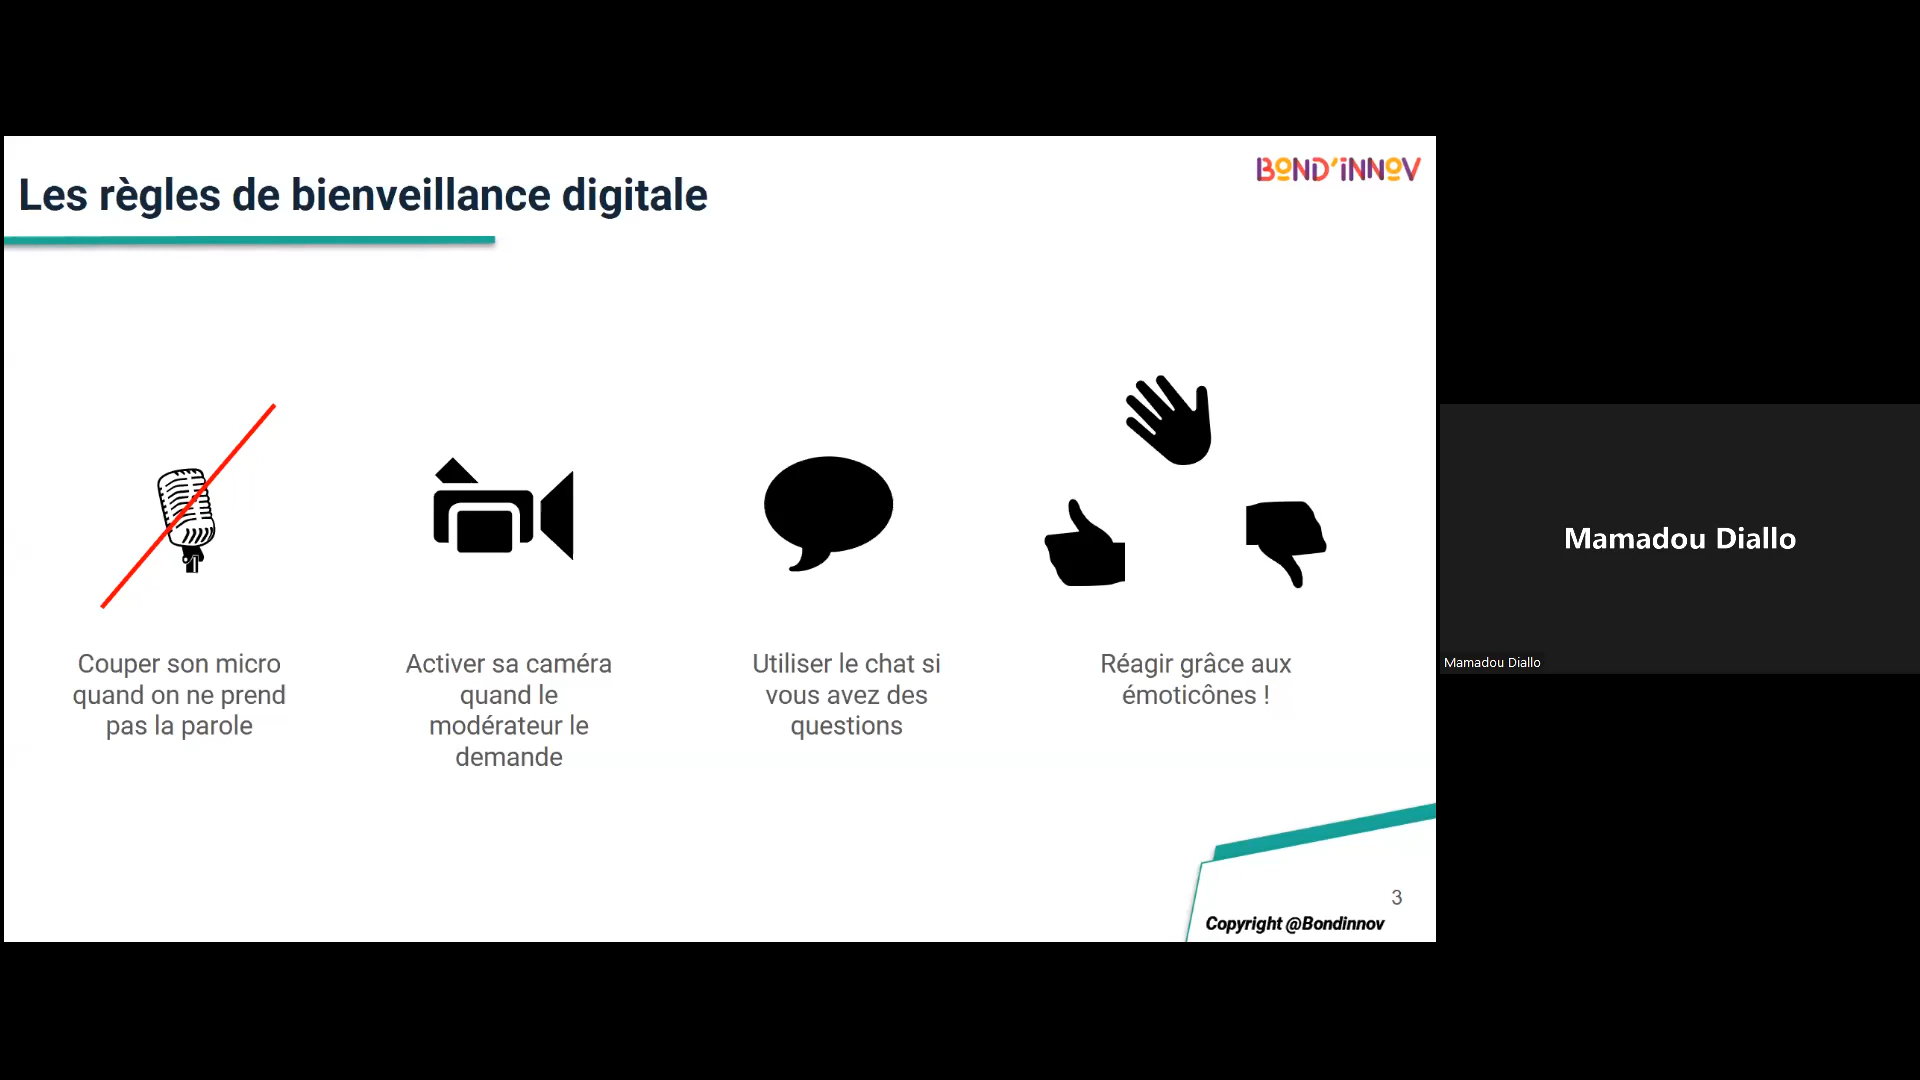 Les règles de bienveillance digitale
BOND'INNOV
Couper son micro
quand on ne prend
pas la parole
Activer sa caméra
quand le
modérateur le
demande
Utiliser le chat si
vous avez des
questions
Réagir grâce aux
émoticônes !
3
Copyright @Bondinnov
Mamadou Diallo
Mamadou Diallo